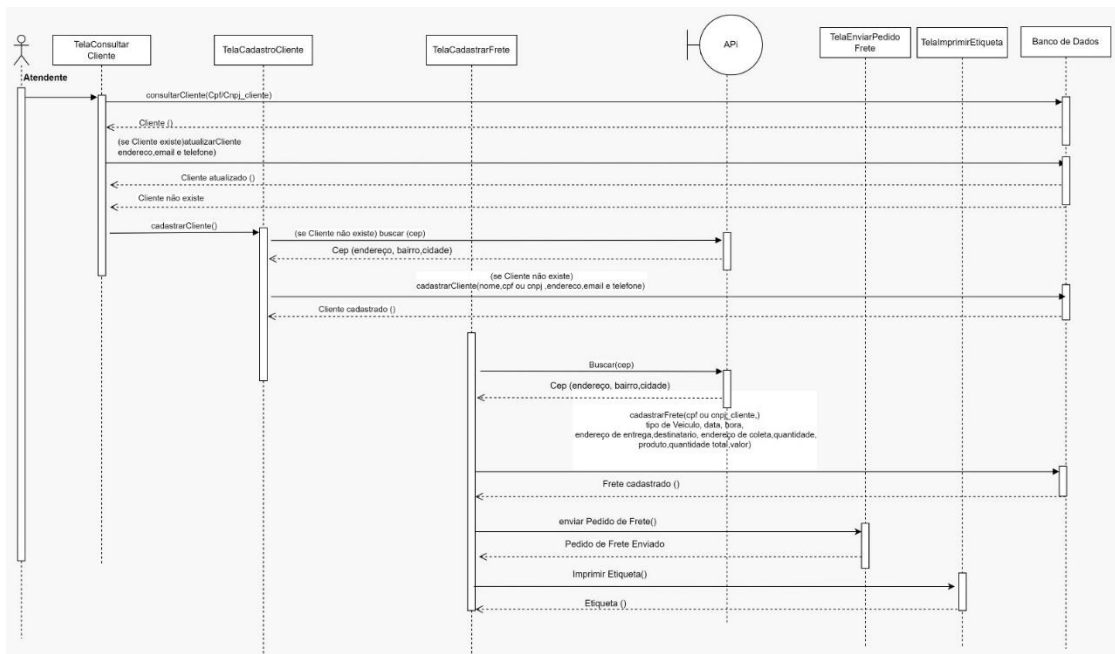 TelaConsultar
Cliente
TelaCadastroCliente
TelaCadastrarFrete
APi
TelaEnviarPedido
Frete
TelaImprimirEtiqueta
Banco de Dados
Atendente
consultarCliente(Cpf/Cnpj_cliente)
Cliente ()
(se Cliente existe)atualizarCliente
endereco,email e telefone)
Cliente atualizado ()
Cliente não existe
cadastrarCliente()
(se Cliente não existe) buscar (cep)
Cep (endereço, bairro,cidade)
(se Cliente não existe)
cadastrarCliente(nome,cpf ou cnpj ,endereco,email e telefone)
Cliente cadastrado ()
Buscar(cep)
Cep (endereço, bairro,cidade)
cadastrarFrete(cpf ou cnpj_cliente,)
tipo de Veiculo, data, hora,
endereço de entrega,destinatario, endereço de coleta,quantidade,
produto,quantidade total,valor)
Frete cadastrado ()
enviar Pedido de Frete()
Pedido de Frete Enviado
Imprimir Etiqueta()
Etiqueta ()